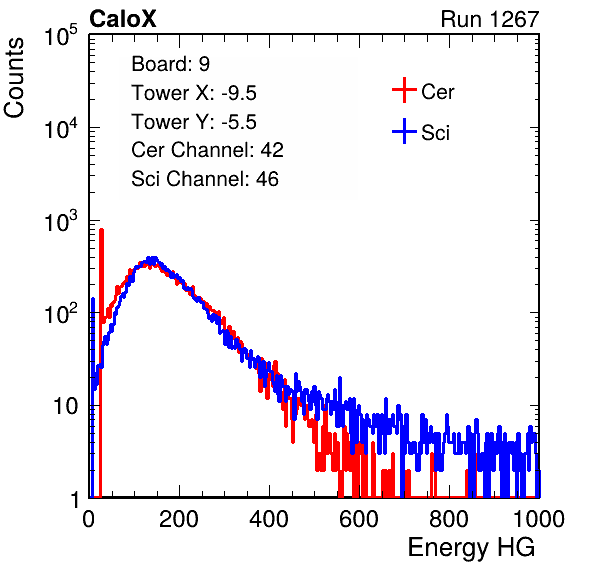 CaloX Run 1267
Counts
Board: 9
Tower X: -9.5
Tower Y: -5.5
Cer Channel: 42
Sci Channel: 46
Cer
Sci
10^5
10^4
10^3
10^2
10
1
0 200 400 600 800 1000
Energy HG